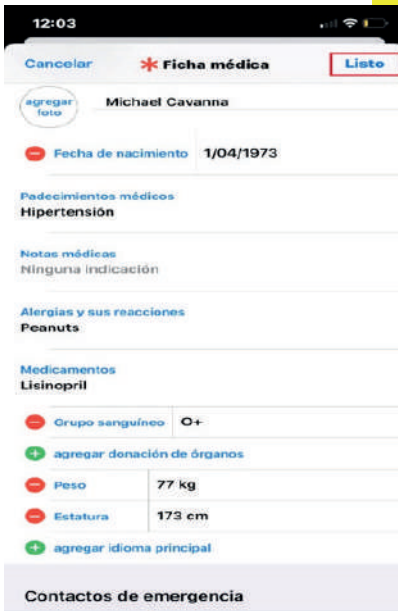 12:03
Cancelar * Ficha médica Listo
agregar foto
Michael Cavanna
Fecha de nacimiento 1/04/1973
Padecimientos médicos
Hipertensión
Notas médicas
Ninguna indicación
Alergias y sus reacciones
Peanuts
Medicamentos
Lisinopril
Grupo sanguíneo O+
agregar donación de órganos
Peso 77 kg
Estatura 173 cm
agregar idioma principal
Contactos de emergencia